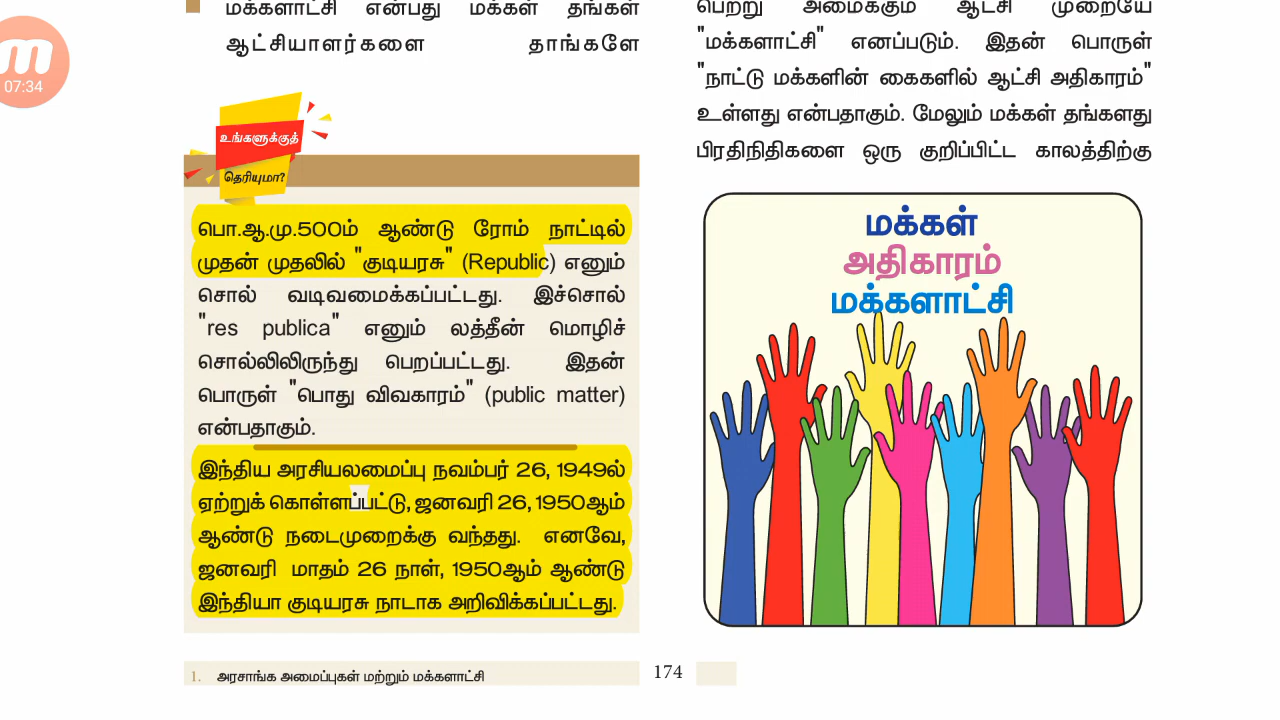 07:34
மக்களாட்சி என்பது மக்கள் தங்கள்
ஆட்சியாளர்களை தாங்களே
உங்களுக்குத்
தெரியுமா?
பொ.ஆ.மு.500ம் ஆண்டு ரோம் நாட்டில்
முதன் முதலில் "குடியரசு" (Republic) எனும்
சொல் வடிவமைக்கப்பட்டது. இச்சொல்
"res publica" எனும் லத்தீன் மொழிச்
சொல்லிலிருந்து பெறப்பட்டது. இதன்
பொருள் "பொது விவகாரம்" (public matter)
என்பதாகும்.
இந்திய அரசியலமைப்பு நவம்பர் 26, 1949ல்
ஏற்றுக் கொள்ளப்பட்டு, ஜனவரி 26, 1950ஆம்
ஆண்டு நடைமுறைக்கு வந்தது. எனவே,
ஜனவரி மாதம் 26 நாள், 1950ஆம் ஆண்டு
இந்தியா குடியரசு நாடாக அறிவிக்கப்பட்டது.
பெற்று அமைக்கும் ஆட்சி முறையே
"மக்களாட்சி" எனப்படும். இதன் பொருள்
"நாட்டு மக்களின் கைகளில் ஆட்சி அதிகாரம்"
உள்ளது என்பதாகும். மேலும் மக்கள் தங்களது
பிரதிநிதிகளை ஒரு குறிப்பிட்ட காலத்திற்கு
மக்கள்
அதிகாரம்
மக்களாட்சி
1. அரசாங்க அமைப்புகள் மற்றும் மக்களாட்சி
174